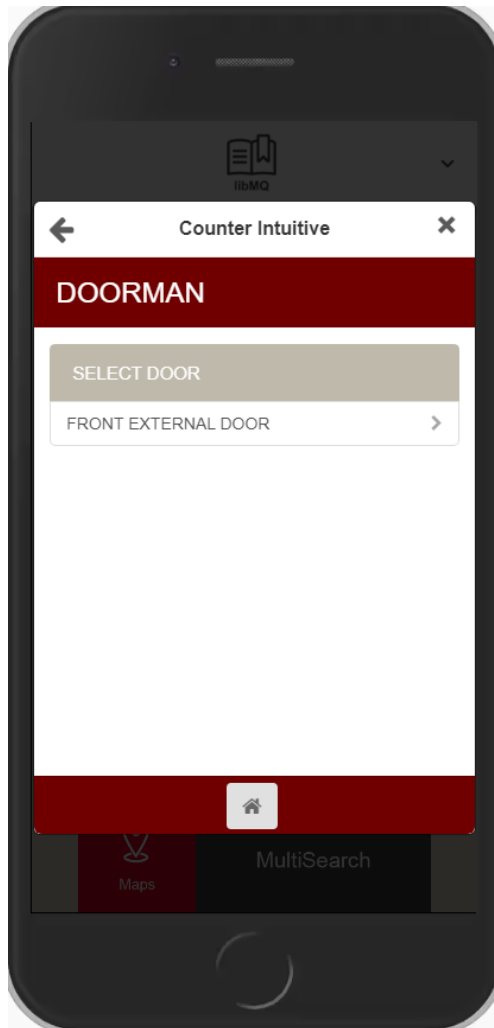 libMQ
Counter Intuitive
DOORMAN
SELECT DOOR
FRONT EXTERNAL DOOR
Maps
MultiSearch